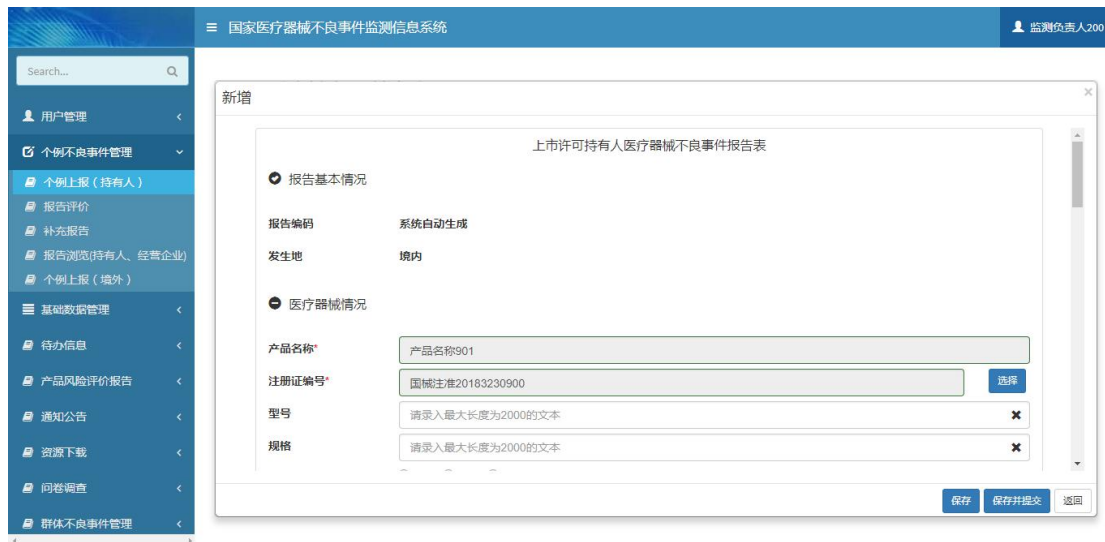 国家医疗器械不良事件监测信息系统
监测负责人200
Search...
用户管理
个例不良事件管理
个例上报（持有人）
报告评价
补充报告
报告浏览(持有人、经营企业)
个例上报（境外）
基础数据管理
待办信息
产品风险评价报告
通知公告
资源下载
问卷调查
群体不良事件管理
新增
上市许可持有人医疗器械不良事件报告表
报告基本情况
报告编码 系统自动生成
发生地 境内
医疗器械情况
产品名称* 产品名称901
注册证编号* 国械注准20183230900 选择
型号 请录入最大长度为2000的文本
规格 请录入最大长度为2000的文本
保存 保存并提交 返回